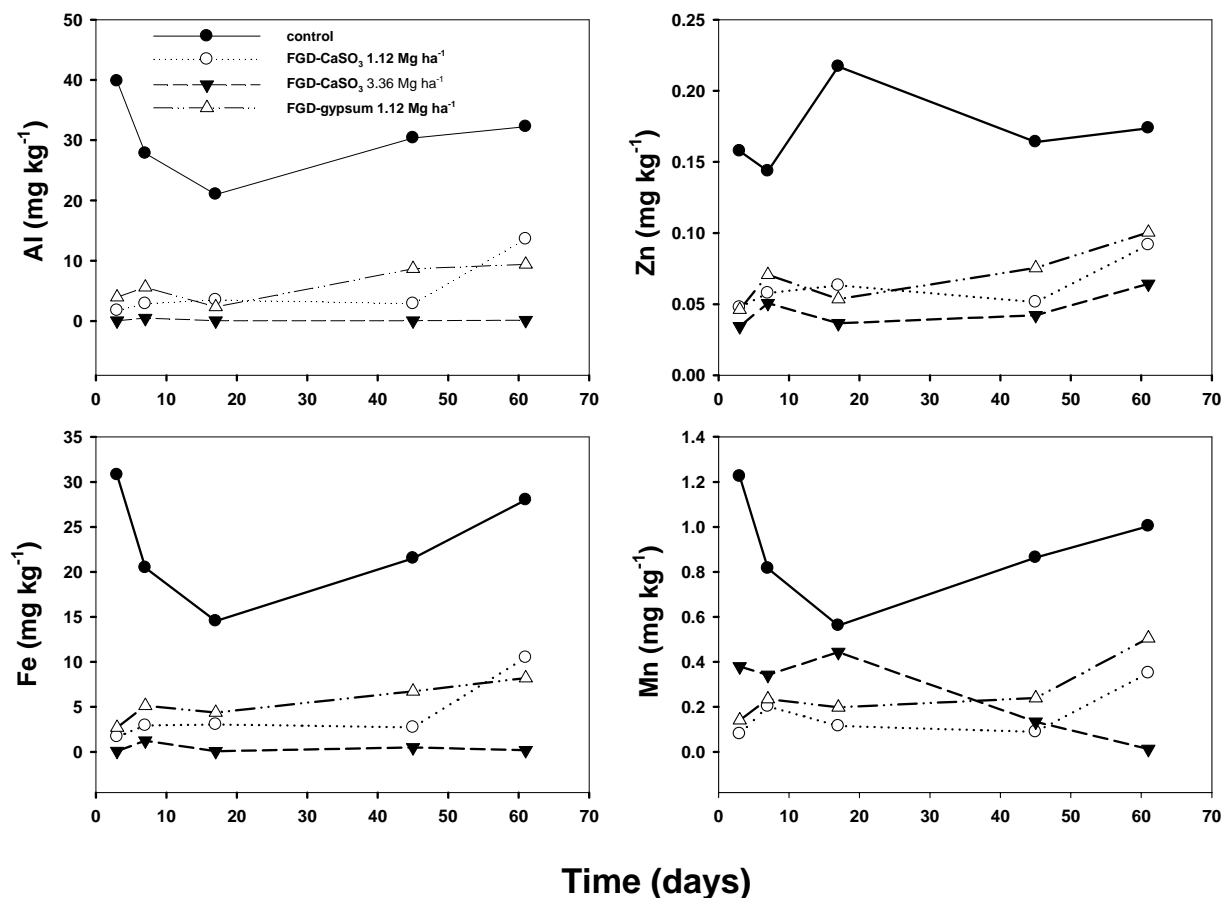 control
FGD-CaSO₃ 1.12 Mg ha⁻¹
FGD-CaSO₃ 3.36 Mg ha⁻¹
FGD-gypsum 1.12 Mg ha⁻¹
Al (mg kg⁻¹)
50
40
30
20
10
0
0 10 20 30 40 50 60 70
Zn (mg kg⁻¹)
0.25
0.20
0.15
0.10
0.05
0.00
0 10 20 30 40 50 60 70
Fe (mg kg⁻¹)
35
30
25
20
15
10
5
0
0 10 20 30 40 50 60 70
Mn (mg kg⁻¹)
1.4
1.2
1.0
0.8
0.6
0.4
0.2
0.0
0 10 20 30 40 50 60 70
Time (days)